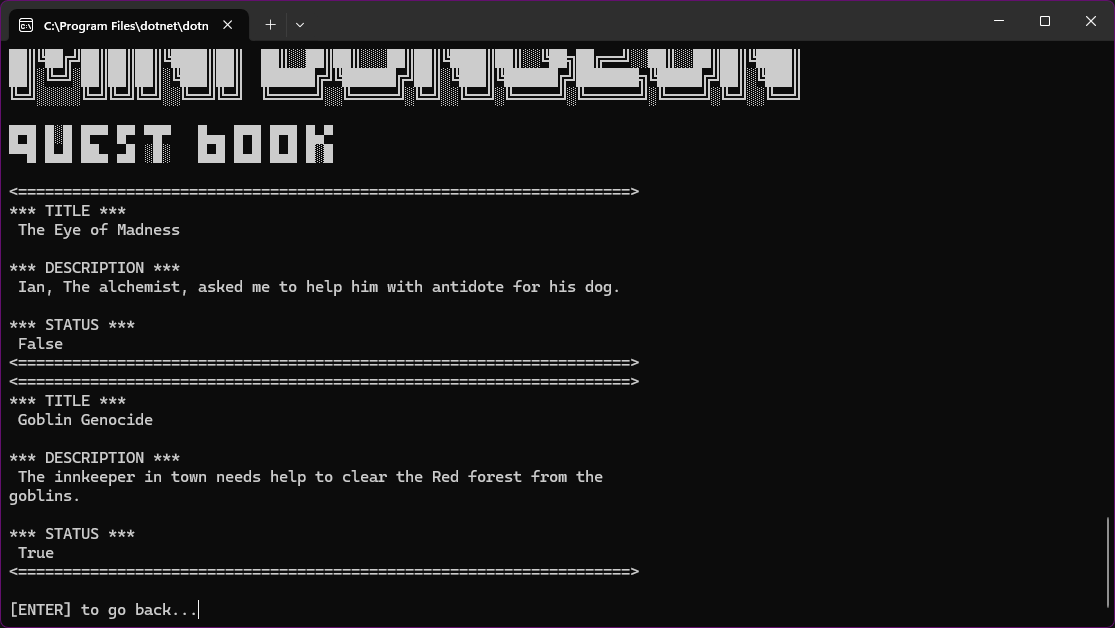 C:\Program Files\dotnet\dotn
QUEST BOOK
<====================================================================>
*** TITLE ***
The Eye of Madness
*** DESCRIPTION ***
Ian, The alchemist, asked me to help him with antidote for his dog.
*** STATUS ***
False
<====================================================================>
<====================================================================>
*** TITLE ***
Goblin Genocide
*** DESCRIPTION ***
The innkeeper in town needs help to clear the Red forest from the
goblins.
*** STATUS ***
True
<====================================================================>
[ENTER] to go back...